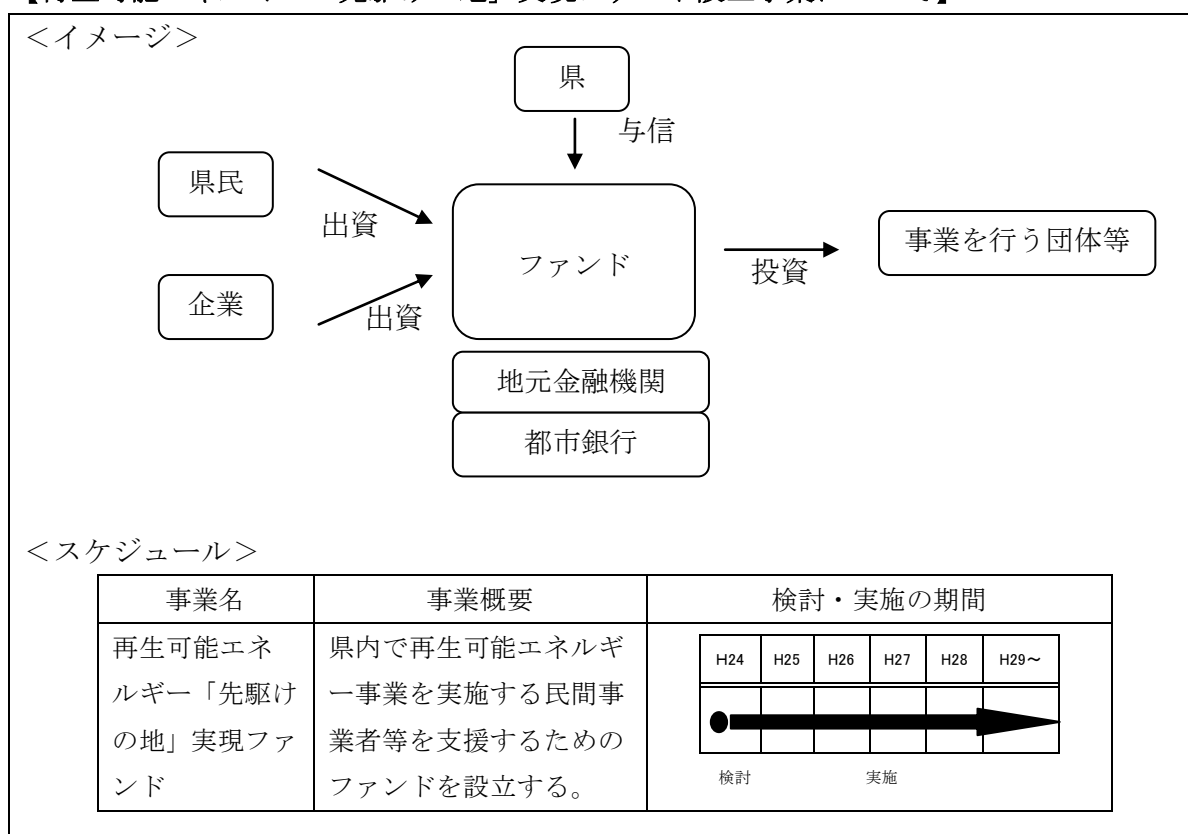 ＜イメージ＞
県
与信
県民
出資
ファンド
投資
事業を行う団体等
企業
出資
地元金融機関
都市銀行
＜スケジュール＞
事業名 事業概要 検討・実施の期間
再生可能エネ
ルギー「先駆け
の地」実現ファ
ンド
県内で再生可能エネルギ
ー事業を実施する民間事
業者等を支援するための
ファンドを設立する。
H24 H25 H26 H27 H28 H29～
検討 実施